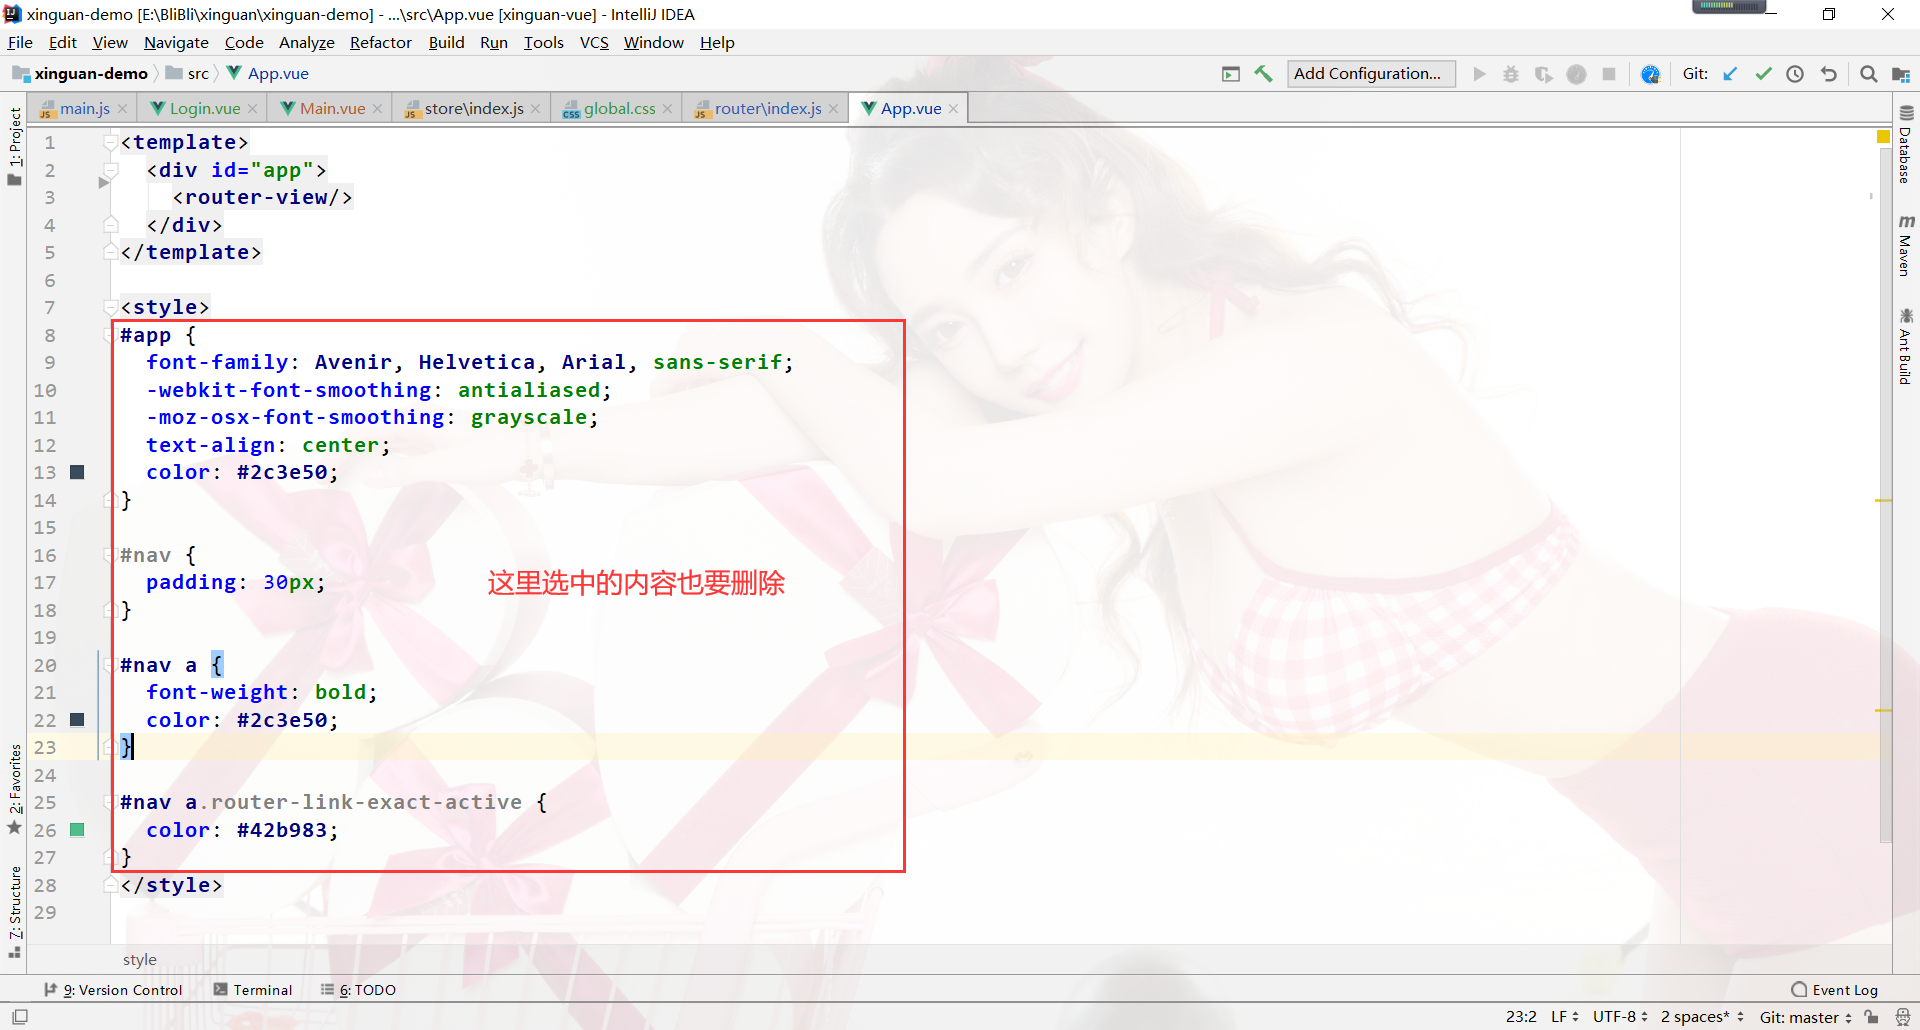 xinguan-demo [E:\BliBli\xinguan\xinguan-demo] - ...\src\App.vue [xinguan-vue] - IntelliJ IDEA
File Edit View Navigate Code Analyze Refactor Build Run Tools VCS Window Help
xinguan-demo src App.vue Add Configuration... Git:
main.js Login.vue Main.vue store\index.js global.css router\index.js App.vue
1 <template>
2 <div id="app">
3 <router-view/>
4 </div>
5 </template>
6
7 <style>
8 #app {
9 font-family: Avenir, Helvetica, Arial, sans-serif;
10 -webkit-font-smoothing: antialiased;
11 -moz-osx-font-smoothing: grayscale;
12 text-align: center;
13 color: #2c3e50;
14 }
15
16 #nav {
17 padding: 30px;
18 }
19
20 #nav a {
21 font-weight: bold;
22 color: #2c3e50;
23 }
24
25 #nav a.router-link-exact-active {
26 color: #42b983;
27 }
28 </style>
29
这里选中的内容也要删除
style
1: Project
2: Favorites
7: Structure
Database
Maven
Ant Build
9: Version Control Terminal 6: TODO Event Log
23:2 LF UTF-8 2 spaces* Git: master